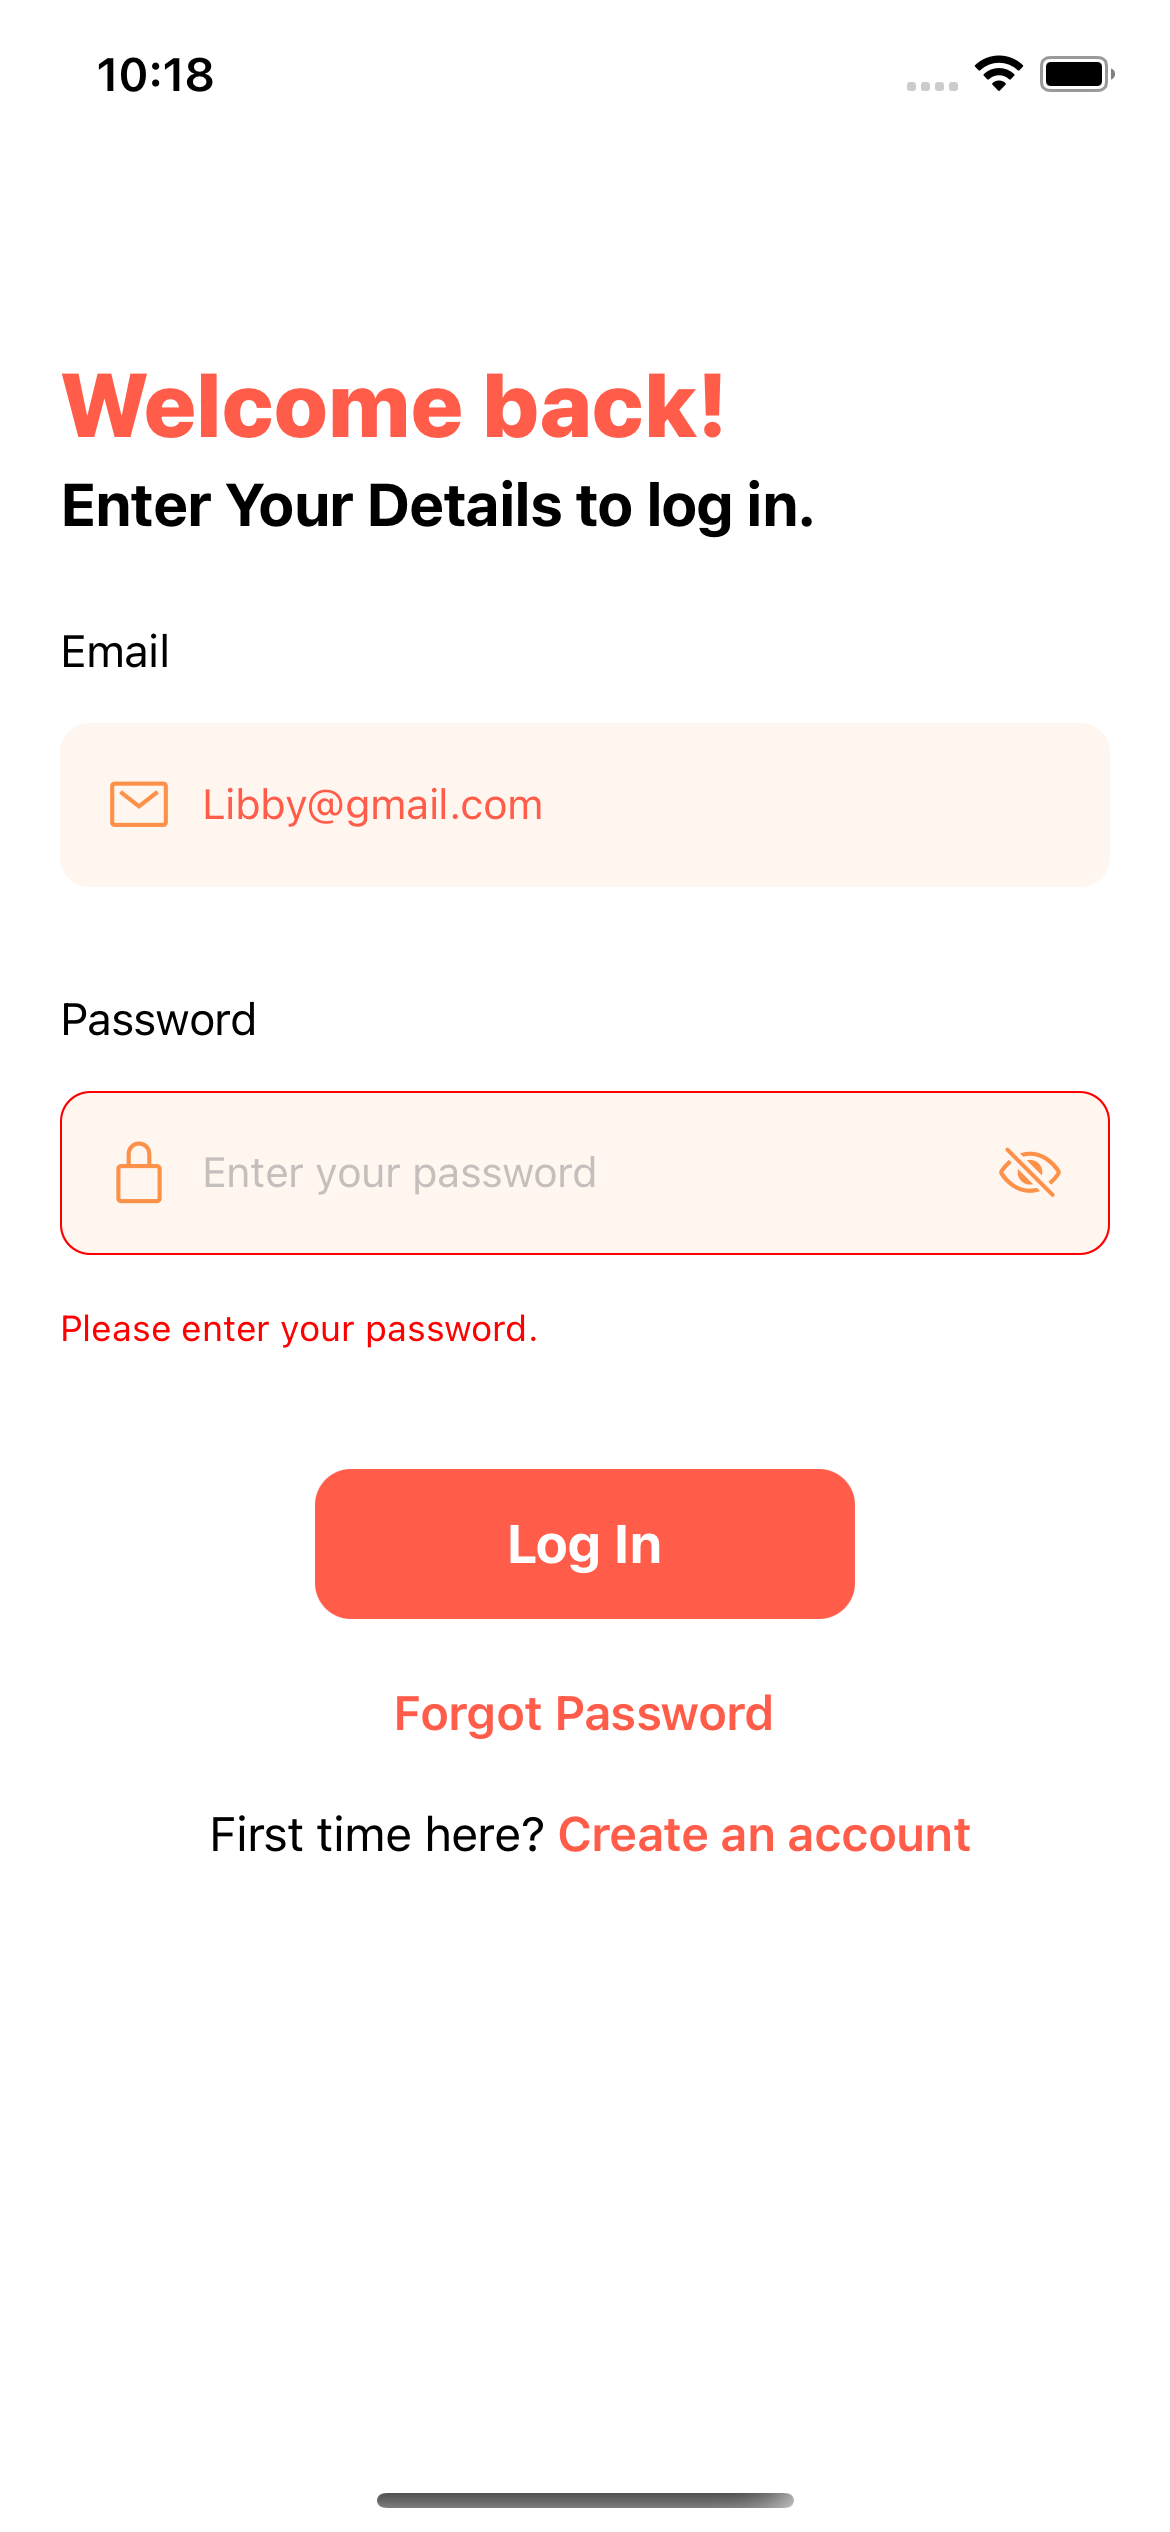 10:18
Welcome back!
Enter Your Details to log in.
Email
Libby@gmail.com
Password
Enter your password
Please enter your password.
Log In
Forgot Password
First time here? Create an account